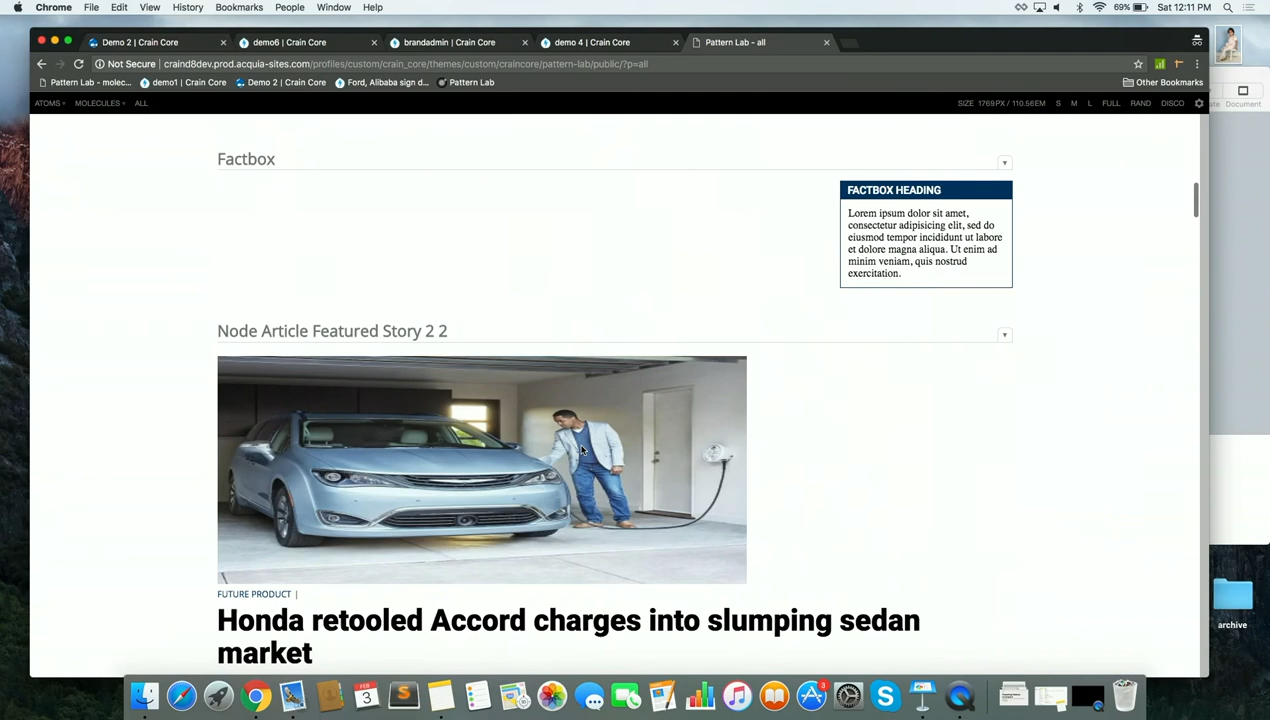 Chrome File Edit View History Bookmarks People Window Help 69% Sat 12:11 PM
Demo 2 | Crain Core demo6 | Crain Core brandadmin | Crain Core demo 4 | Crain Core Pattern Lab - all
Not Secure | craind8dev.prod.acquia-sites.com/profiles/custom/crain_core/themes/custom/craincore/pattern-lab/public/?p=all
Pattern Lab - molec... demo1 | Crain Core Demo 2 | Crain Core Ford, Alibaba sign d... Pattern Lab Other Bookmarks
ate Document
ATOMS MOLECULES ALL SIZE 1769PX / 110.56EM S M L FULL RAND DISCO
Factbox
FACTBOX HEADING
Lorem ipsum dolor sit amet,
consectetur adipisicing elit, sed do
eiusmod tempor incididunt ut labore
et dolore magna aliqua. Ut enim ad
minim veniam, quis nostrud
exercitation.
Node Article Featured Story 2 2
FUTURE PRODUCT |
Honda retooled Accord charges into slumping sedan
market
archive
FEB
3
3